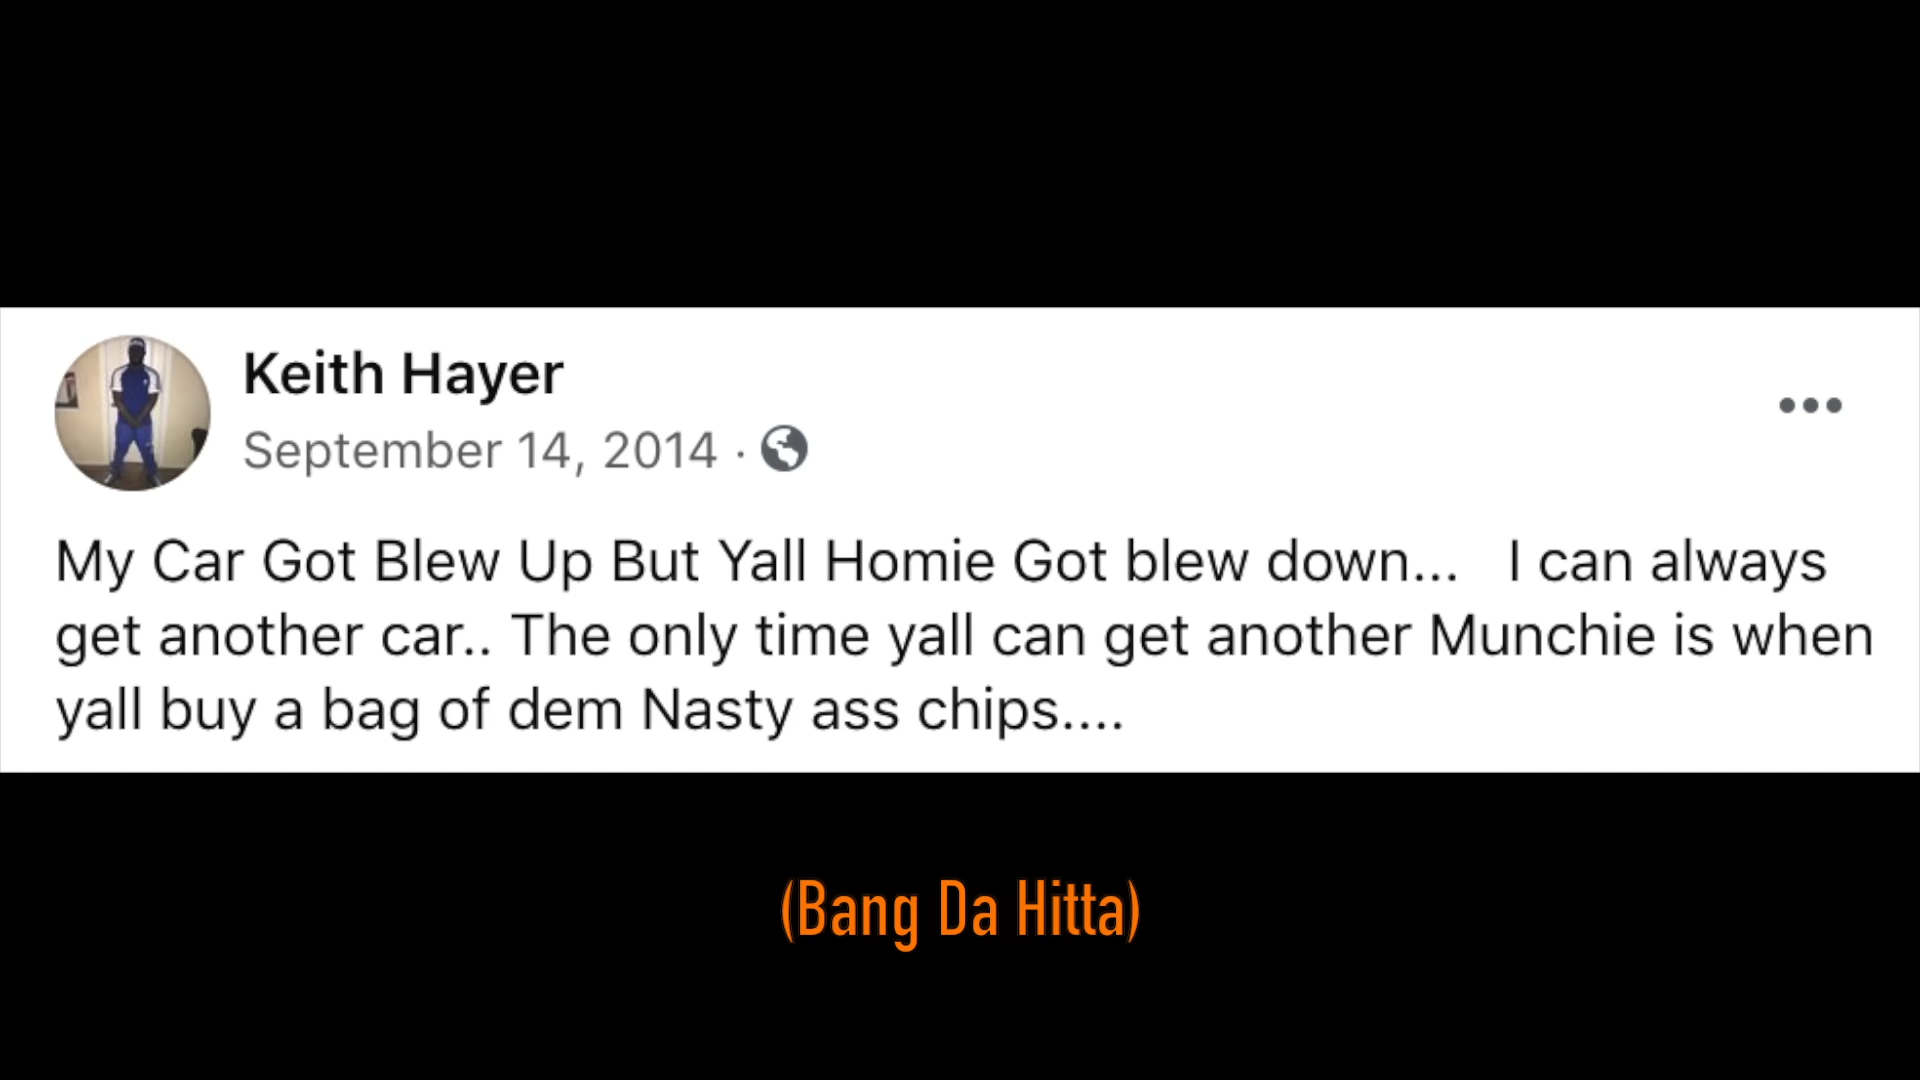 Keith Hayer
September 14, 2014 ·
My Car Got Blew Up But Yall Homie Got blew down... I can always
get another car.. The only time yall can get another Munchie is when
yall buy a bag of dem Nasty ass chips....
(Bang Da Hitta)